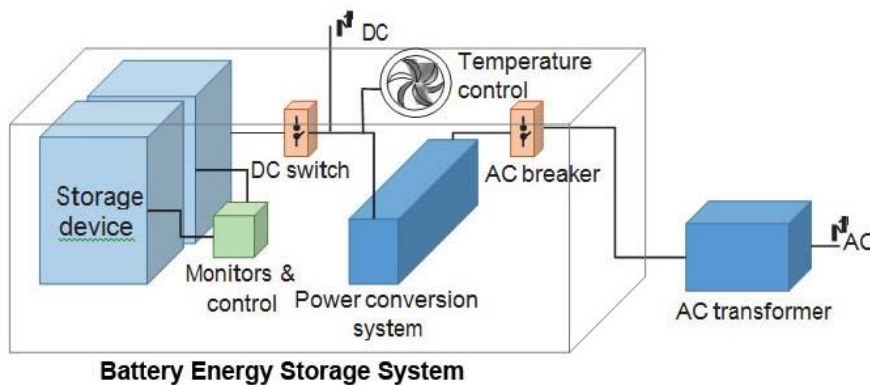 DC
Temperature
control
DC switch
AC breaker
Storage
device
Monitors &
control
Power conversion
system
AC
AC transformer
Battery Energy Storage System